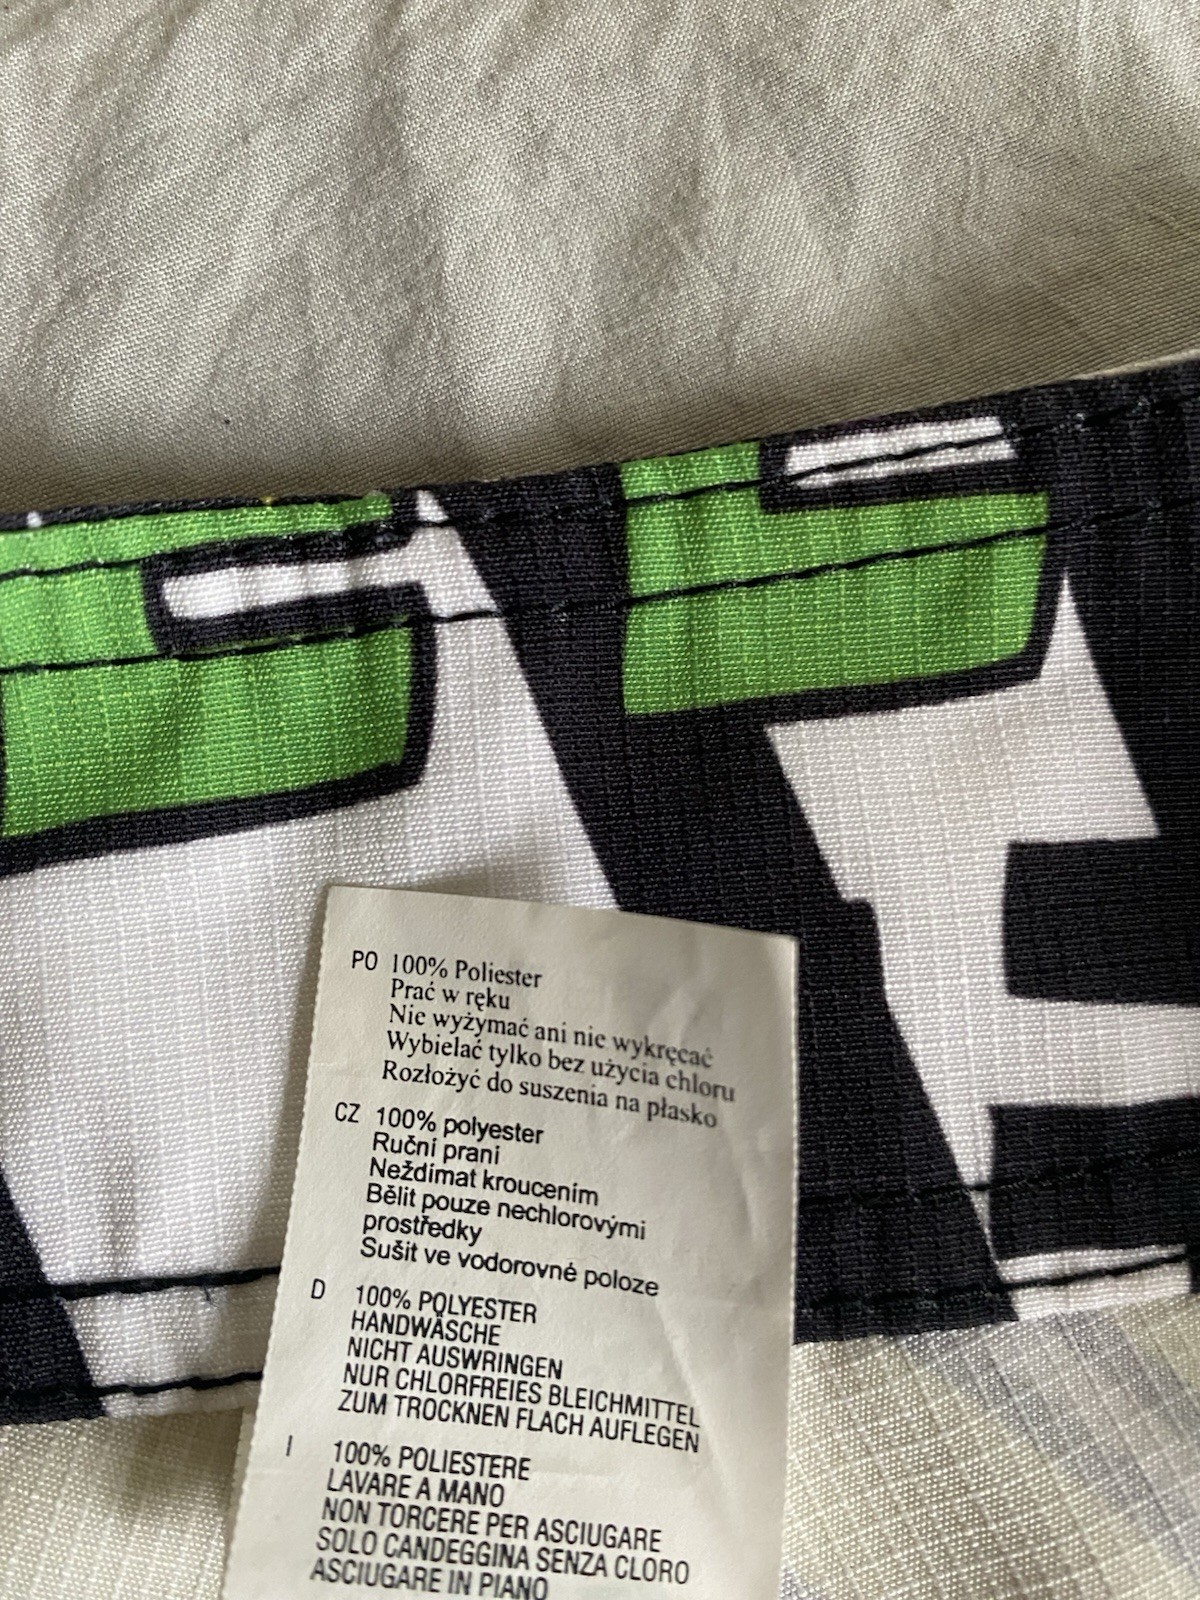 PO 100% Poliester
Prać w ręku
Nie wyżymać ani nie wykręcać
Wybielać tylko bez użycia chloru
Rozłożyć do suszenia na płasko
CZ 100% polyester
Ruční prani
Neždímat kroucením
Bělit pouze nechlorovými
prostředky
Sušit ve vodorovné poloze
D 100% POLYESTER
HANDWÄSCHE
NICHT AUSWRINGEN
NUR CHLORFREIES BLEICHMITTEL
ZUM TROCKNEN FLACH AUFLEGEN
I 100% POLIESTERE
LAVARE A MANO
NON TORCERE PER ASCIUGARE
SOLO CANDEGGINA SENZA CLORO
ASCIUGARE IN PIANO